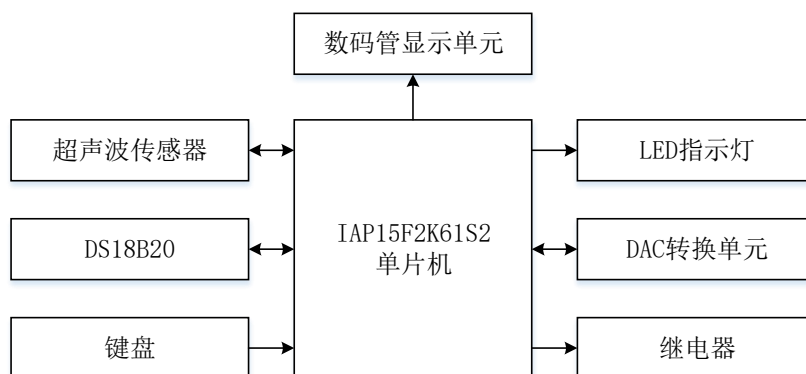 数码管显示单元
超声波传感器
LED指示灯
DS18B20
IAP15F2K61S2
单片机
DAC转换单元
键盘
继电器